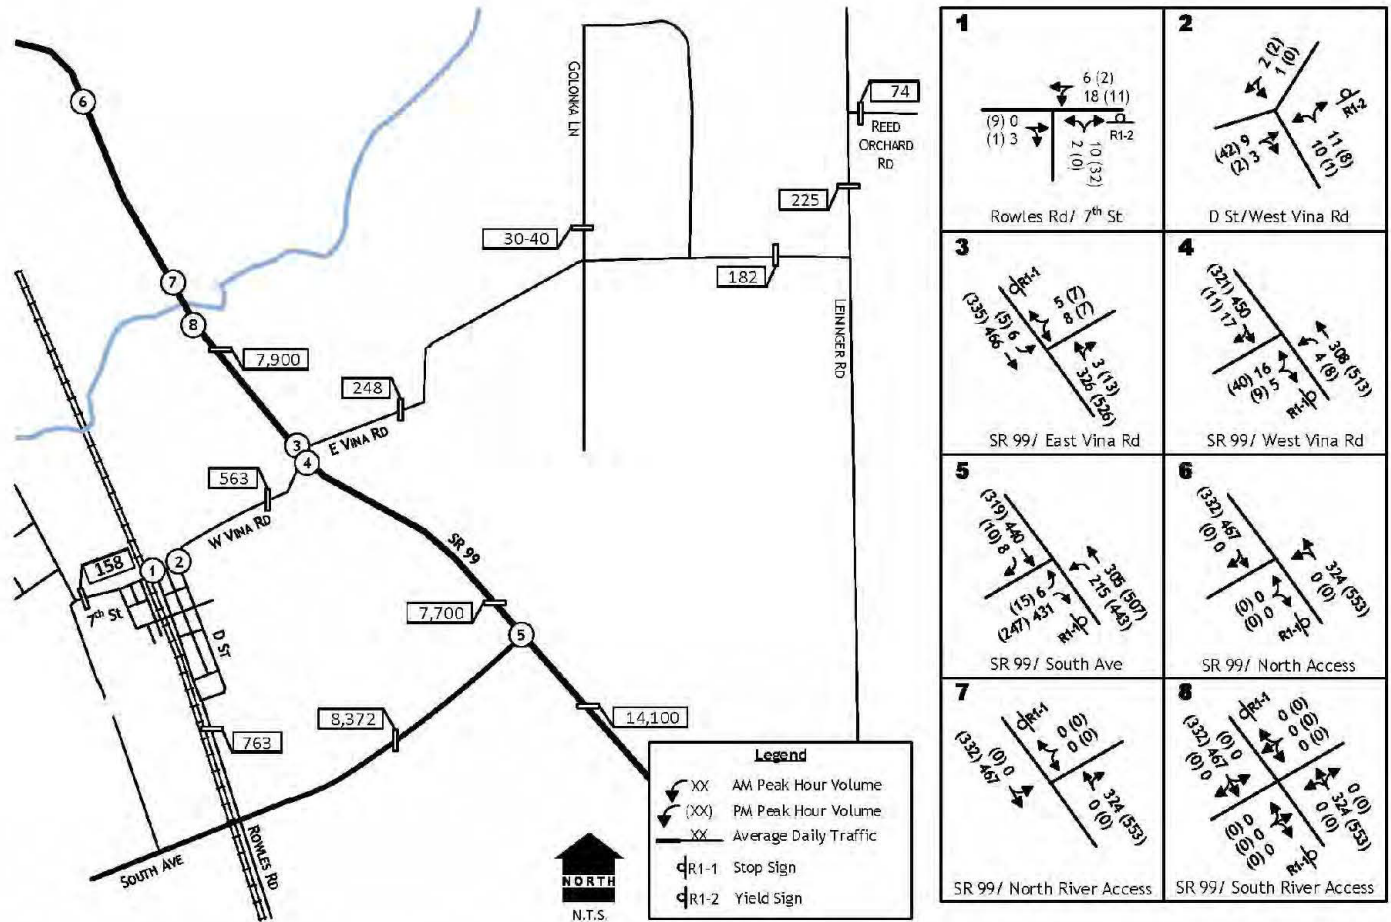 6
7
8
7,900
3
4
248
E VINA RD
563
W VINA RD
1
2
158
7th ST
D ST
763
ROWLES RD
SOUTH AVE
8,372
7,700
SR 99
5
14,100
GOLONKA LN
30-40
182
225
74
REED
ORCHARD
RD
LEININGER RD
NORTH
N.T.S.
Legend
XX AM Peak Hour Volume
(XX) PM Peak Hour Volume
XX Average Daily Traffic
R1-1 Stop Sign
R1-2 Yield Sign
1
6 (2)
18 (11)
(9) 0
(1) 3
2 (0)
10 (32)
R1-2
Rowles Rd/ 7th St
2
2 (2)
1 (0)
R1-2
(42) 9
(2) 3
11 (8)
10 (1)
D St/West Vina Rd
3
R1-1
5 (7)
8 (7)
(5) 6
(335) 466
3 (13)
326 (526)
SR 99/ East Vina Rd
4
(321) 450
(11) 17
308 (513)
4 (8)
(40) 16
(9) 5
R1-1
SR 99/ West Vina Rd
5
(319) 440
(10) 8
305 (507)
215 (443)
(15) 6
(247) 431
R1-1
SR 99/ South Ave
6
(332) 467
(0) 0
324 (553)
0 (0)
(0) 0
(0) 0
R1-1
SR 99/ North Access
7
R1-1
0 (0)
0 (0)
(0) 0
(332) 467
324 (553)
0 (0)
SR 99/ North River Access
8
R1-1
0 (0)
0 (0)
0 (0)
(0) 0
(332) 467
(0) 0
0 (0)
324 (553)
0 (0)
(0) 0
(0) 0
(0) 0
R1-1
SR 99/ South River Access